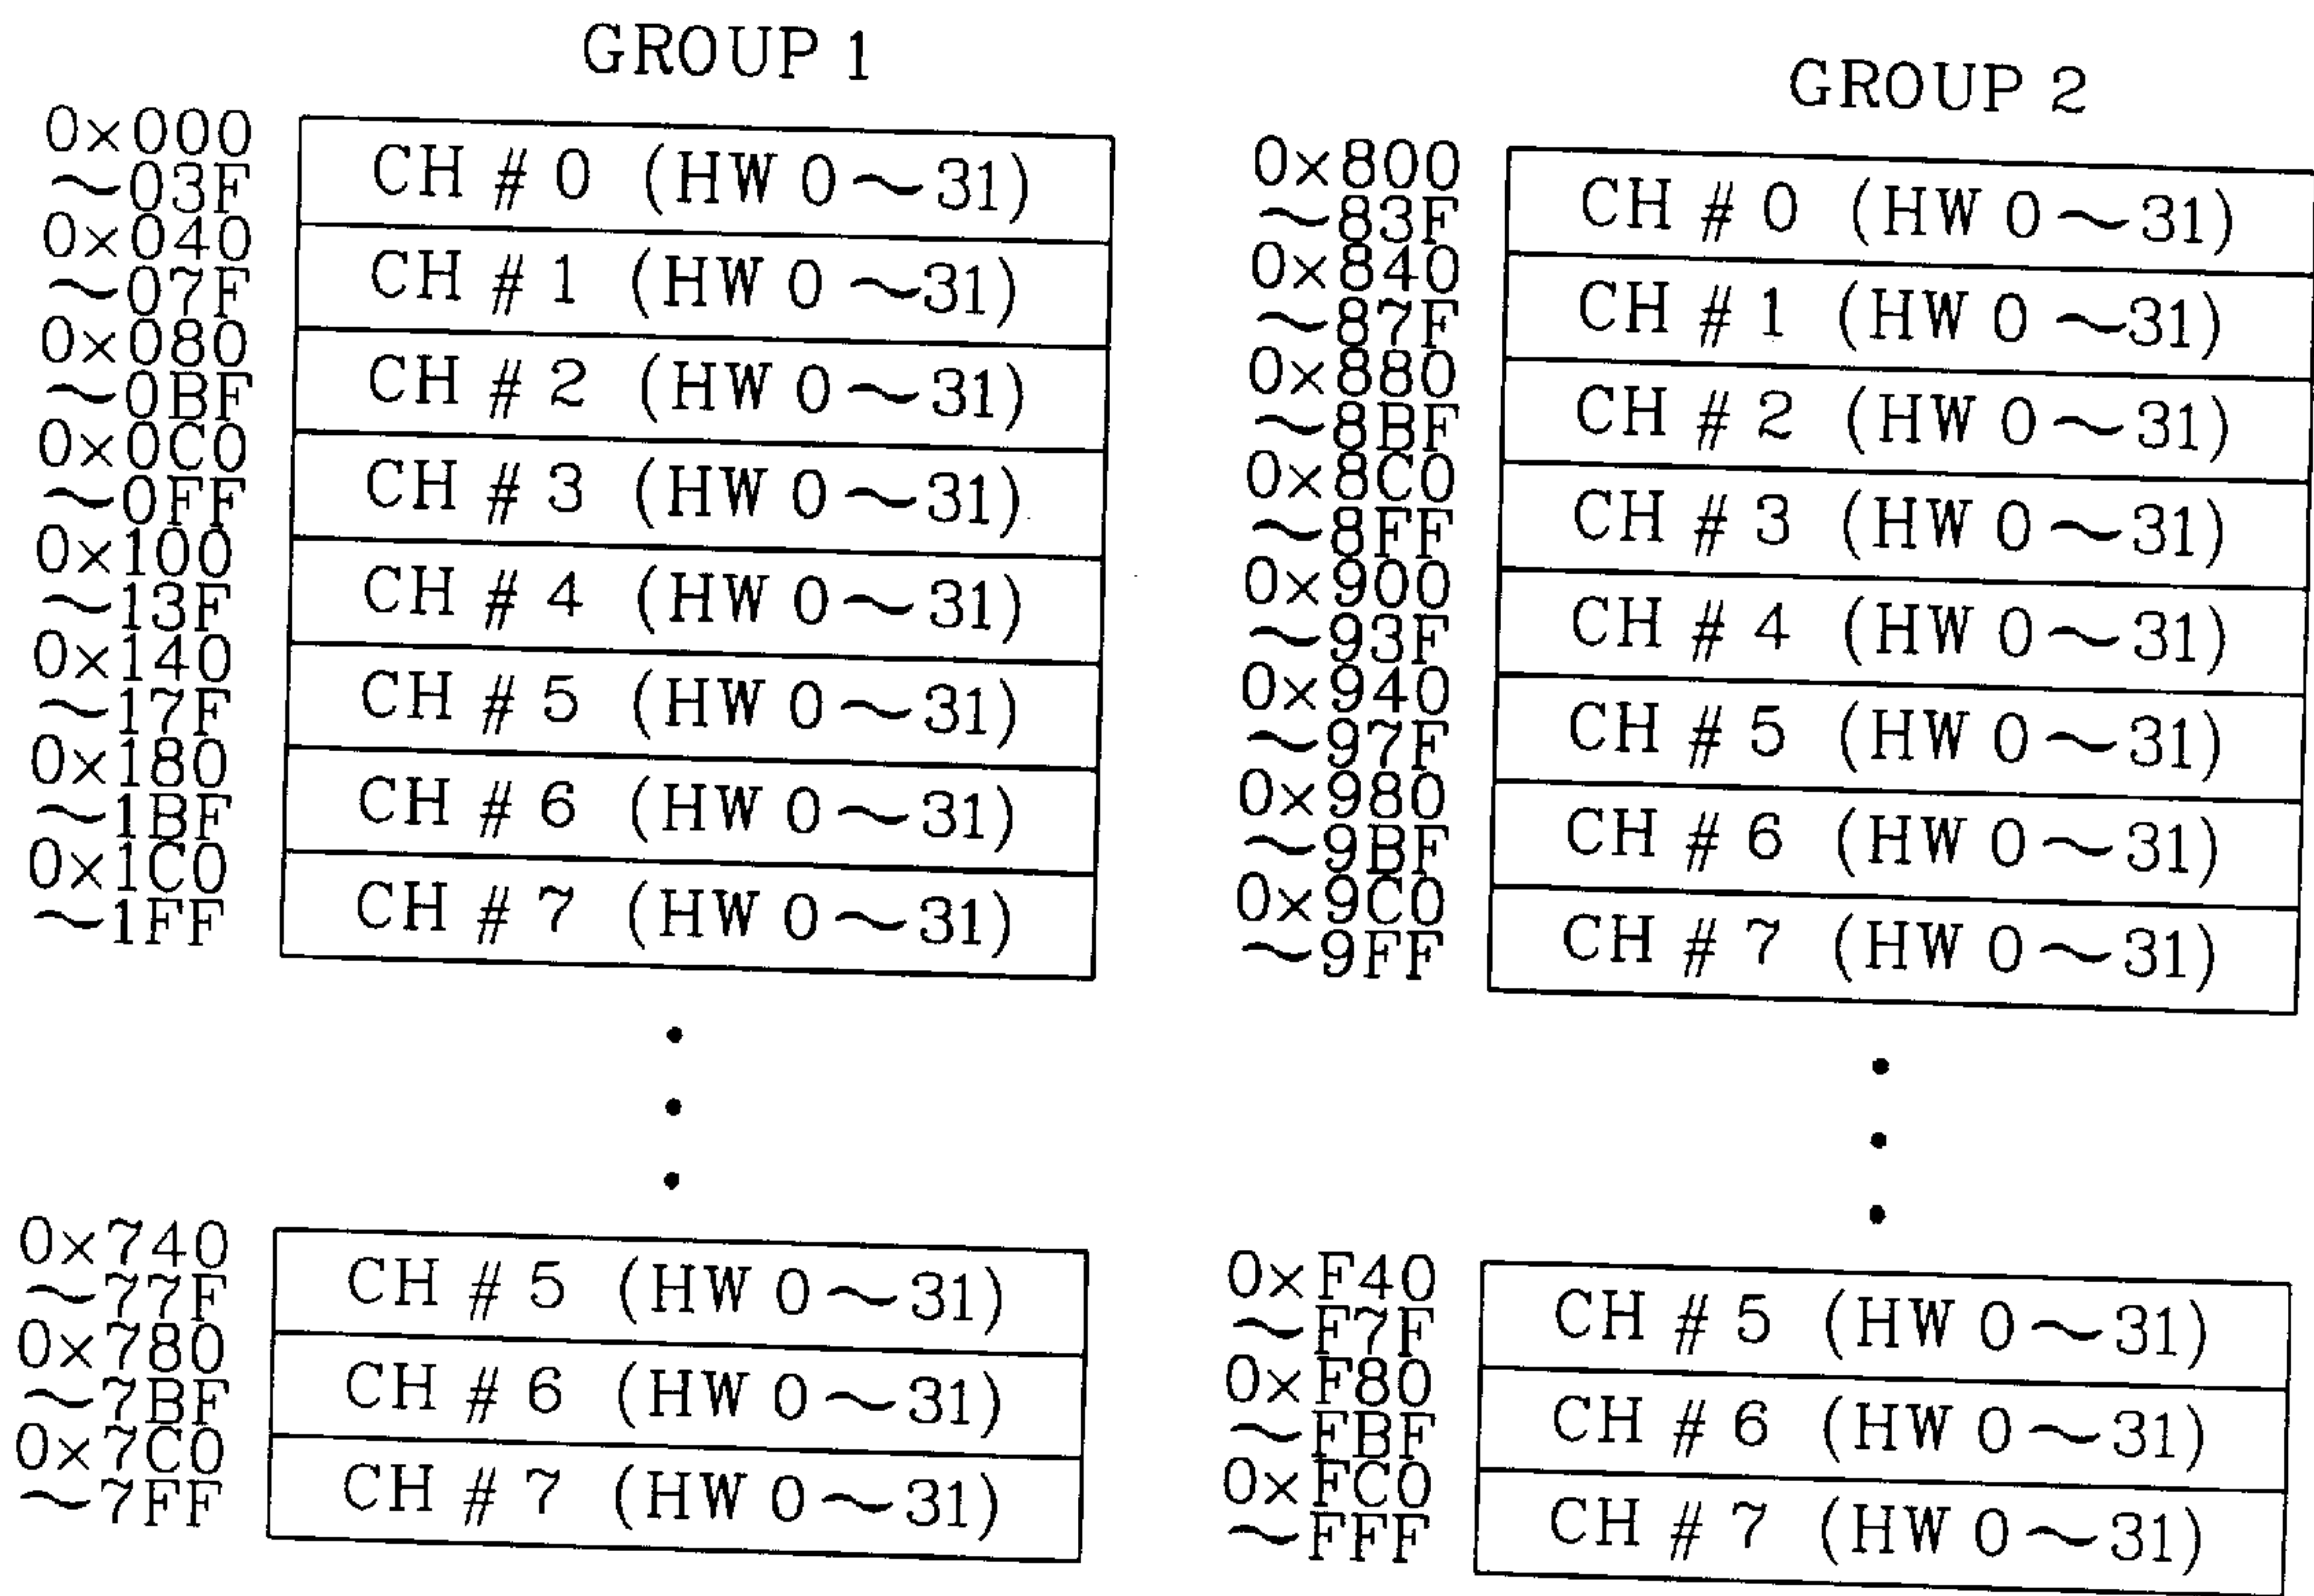 GROUP 1
0×000
～03F
CH # 0 (HW 0～31)
0×040
～07F
CH # 1 (HW 0～31)
0×080
～0BF
CH # 2 (HW 0～31)
0×0C0
～0FF
CH # 3 (HW 0～31)
0×100
～13F
CH # 4 (HW 0～31)
0×140
～17F
CH # 5 (HW 0～31)
0×180
～1BF
CH # 6 (HW 0～31)
0×1C0
～1FF
CH # 7 (HW 0～31)
0×740
～77F
CH # 5 (HW 0～31)
0×780
～7BF
CH # 6 (HW 0～31)
0×7C0
～7FF
CH # 7 (HW 0～31)
GROUP 2
0×800
～83F
CH # 0 (HW 0～31)
0×840
～87F
CH # 1 (HW 0～31)
0×880
～8BF
CH # 2 (HW 0～31)
0×8C0
～8FF
CH # 3 (HW 0～31)
0×900
～93F
CH # 4 (HW 0～31)
0×940
～97F
CH # 5 (HW 0～31)
0×980
～9BF
CH # 6 (HW 0～31)
0×9C0
～9FF
CH # 7 (HW 0～31)
0×F40
～F7F
CH # 5 (HW 0～31)
0×F80
～FBF
CH # 6 (HW 0～31)
0×FC0
～FFF
CH # 7 (HW 0～31)